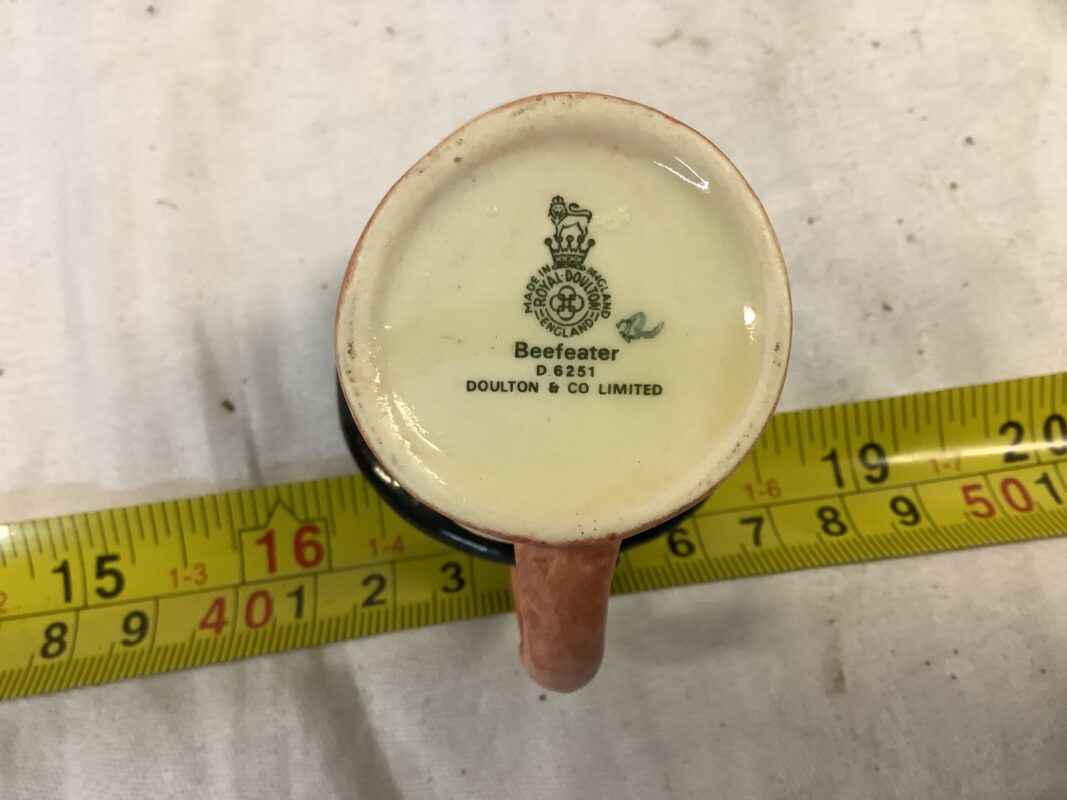 MADE IN ENGLAND
ROYAL DOULTON
ENGLAND
Beefeater
D 6251
DOULTON & CO LIMITED
15 1-3 16 1-4 1-6 19 1-7 20
8 9 40 1 2 3 6 7 8 9 50 1